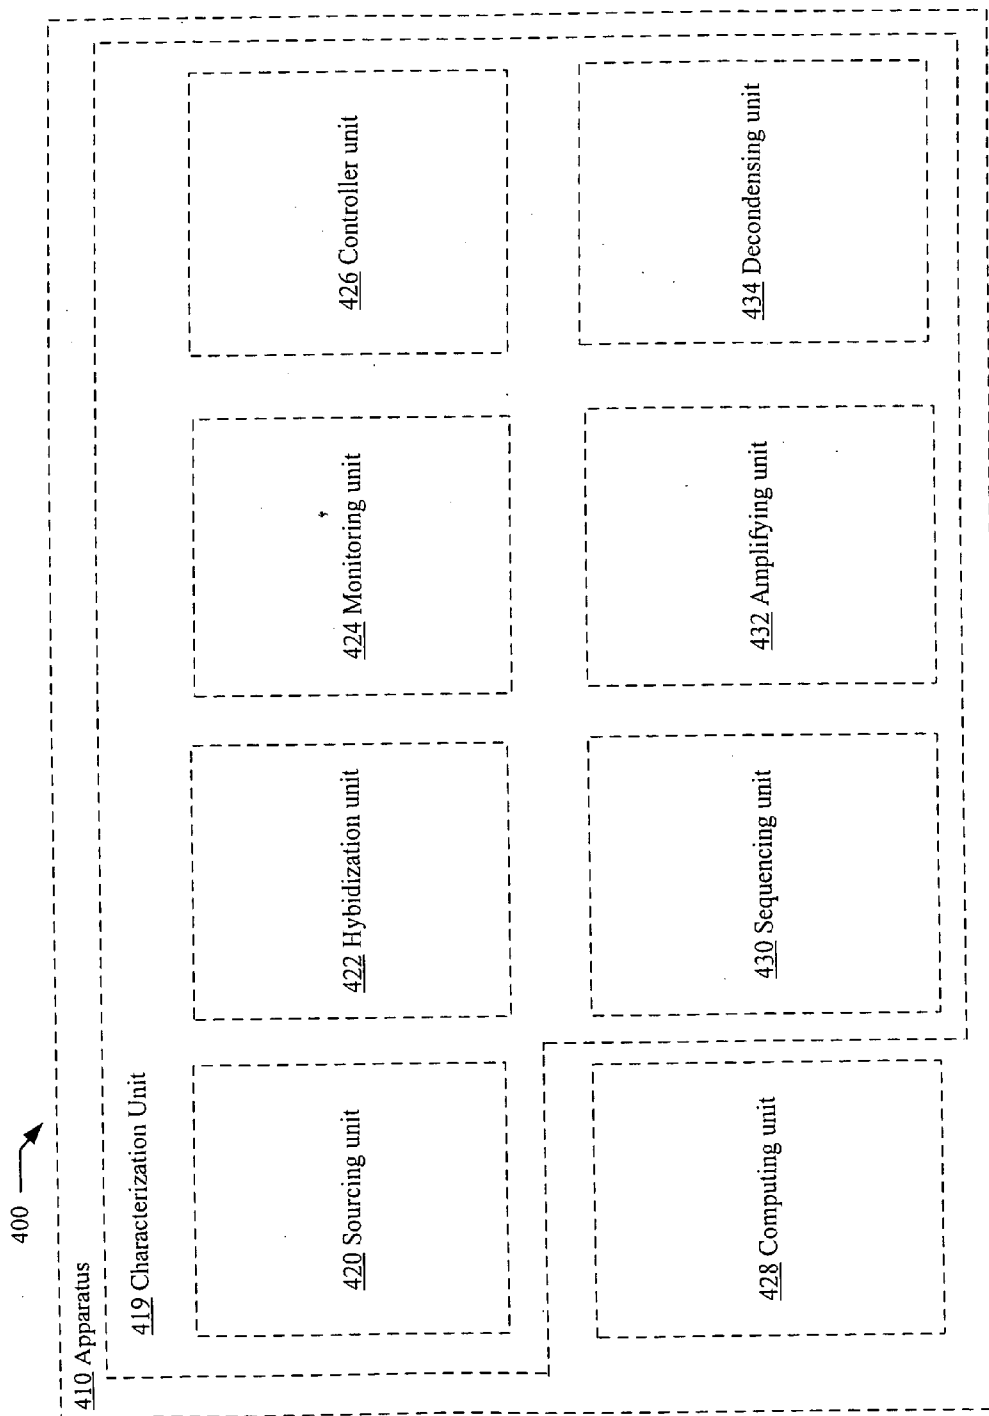 400
410 Apparatus
419 Characterization Unit
420 Sourcing unit
422 Hybidization unit
424 Monitoring unit
426 Controller unit
428 Computing unit
430 Sequencing unit
432 Amplifying unit
434 Decondensing unit